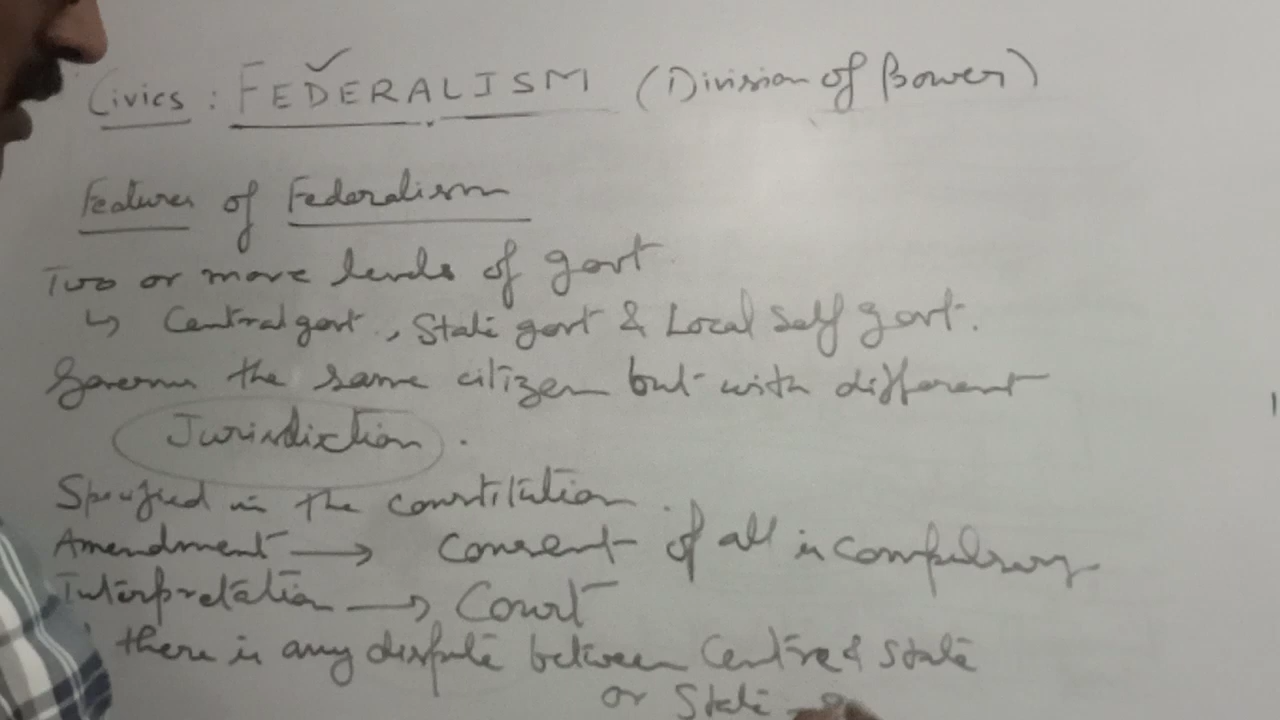 Civics : FEDERALISM (Division of Power)
Features of Federalism
Two or more levels of govt.
↳ Central govt., State govt & Local Self govt.
Governs the same citizen but with different
Jurisdiction.
Specified in the constitution.
Amendment → Consent of all is compulsory
Interpretation → Court
there is any dispute between Centre & State
or State -